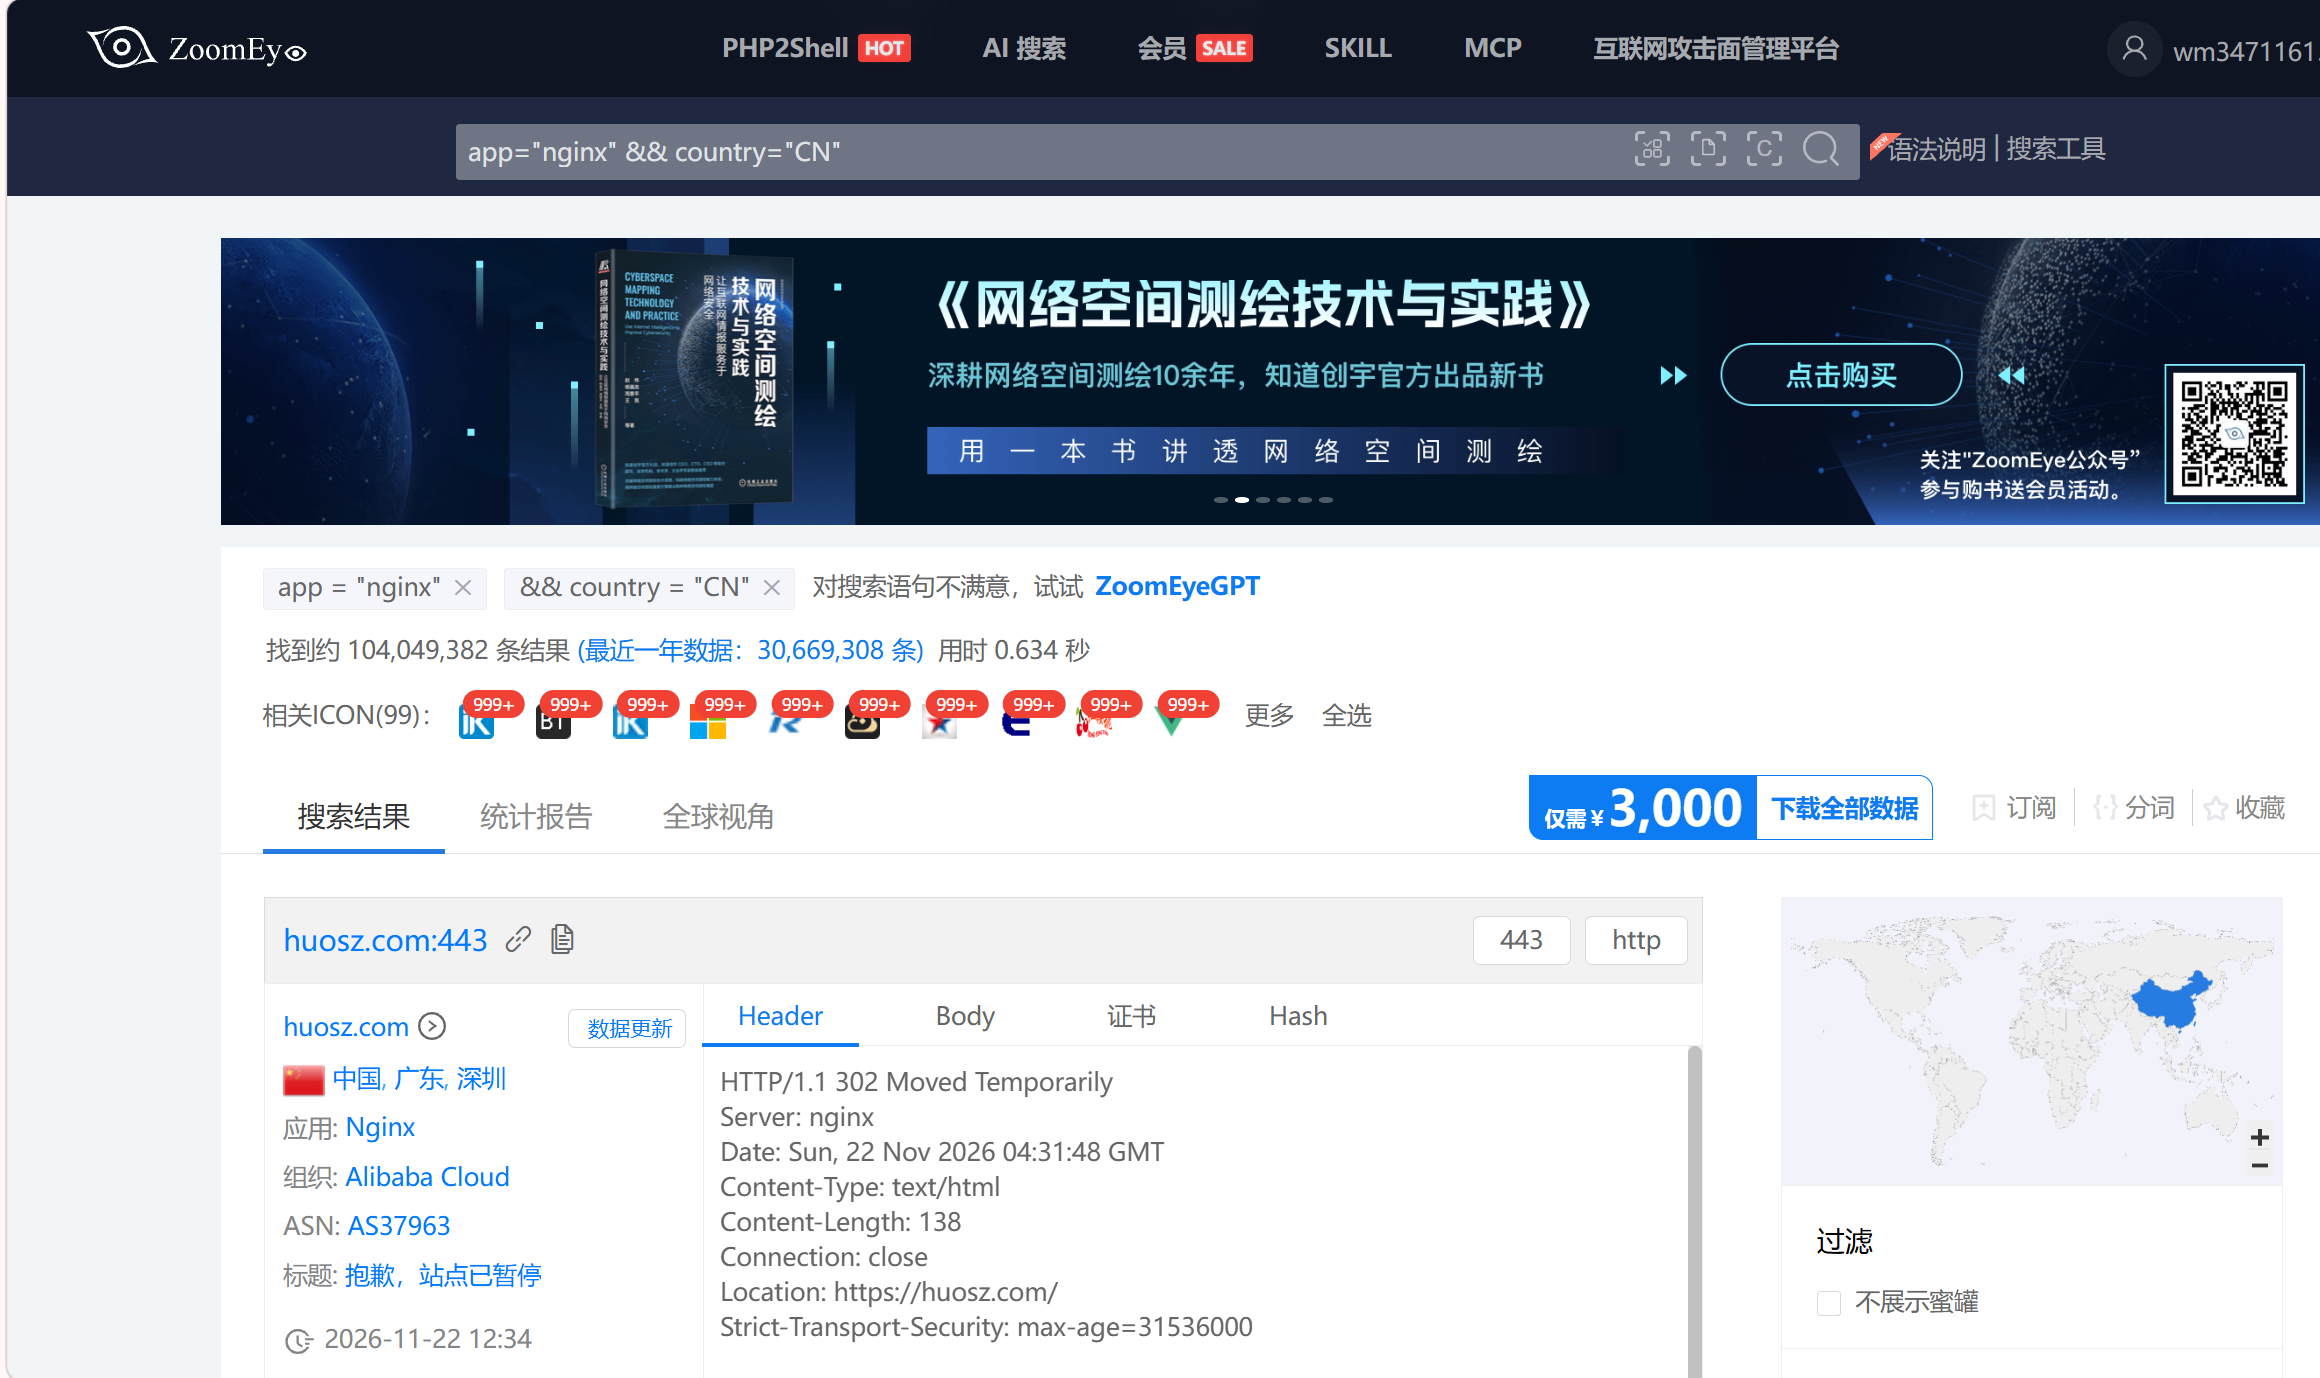 ZoomEye
PHP2Shell HOT
AI 搜索
会员 SALE
SKILL
MCP
互联网攻击面管理平台
wm3471161.
app="nginx" && country="CN"
NEW
语法说明 | 搜索工具
CYBERSPACE
MAPPING
TECHNOLOGY
AND PRACTICE
网络空间测绘
技术与实践
让互联网情报服务于
网络安全
《网络空间测绘技术与实践》
深耕网络空间测绘10余年，知道创宇官方出品新书
用一本书讲透网络空间测绘
点击购买
关注"ZoomEye公众号"
参与购书送会员活动。
app = "nginx"
&& country = "CN"
对搜索语句不满意，试试 ZoomEyeGPT
找到约 104,049,382 条结果 (最近一年数据：30,669,308 条) 用时 0.634 秒
相关ICON(99)：
999+ 999+ 999+ 999+ 999+ 999+ 999+ 999+ 999+ 999+
更多
全选
搜索结果
统计报告
全球视角
仅需 ¥ 3,000
下载全部数据
订阅
分词
收藏
huosz.com:443
443
http
huosz.com
数据更新
中国, 广东, 深圳
应用: Nginx
组织: Alibaba Cloud
ASN: AS37963
标题: 抱歉，站点已暂停
2026-11-22 12:34
Header
Body
证书
Hash
HTTP/1.1 302 Moved Temporarily
Server: nginx
Date: Sun, 22 Nov 2026 04:31:48 GMT
Content-Type: text/html
Content-Length: 138
Connection: close
Location: https://huosz.com/
Strict-Transport-Security: max-age=31536000
过滤
不展示蜜罐